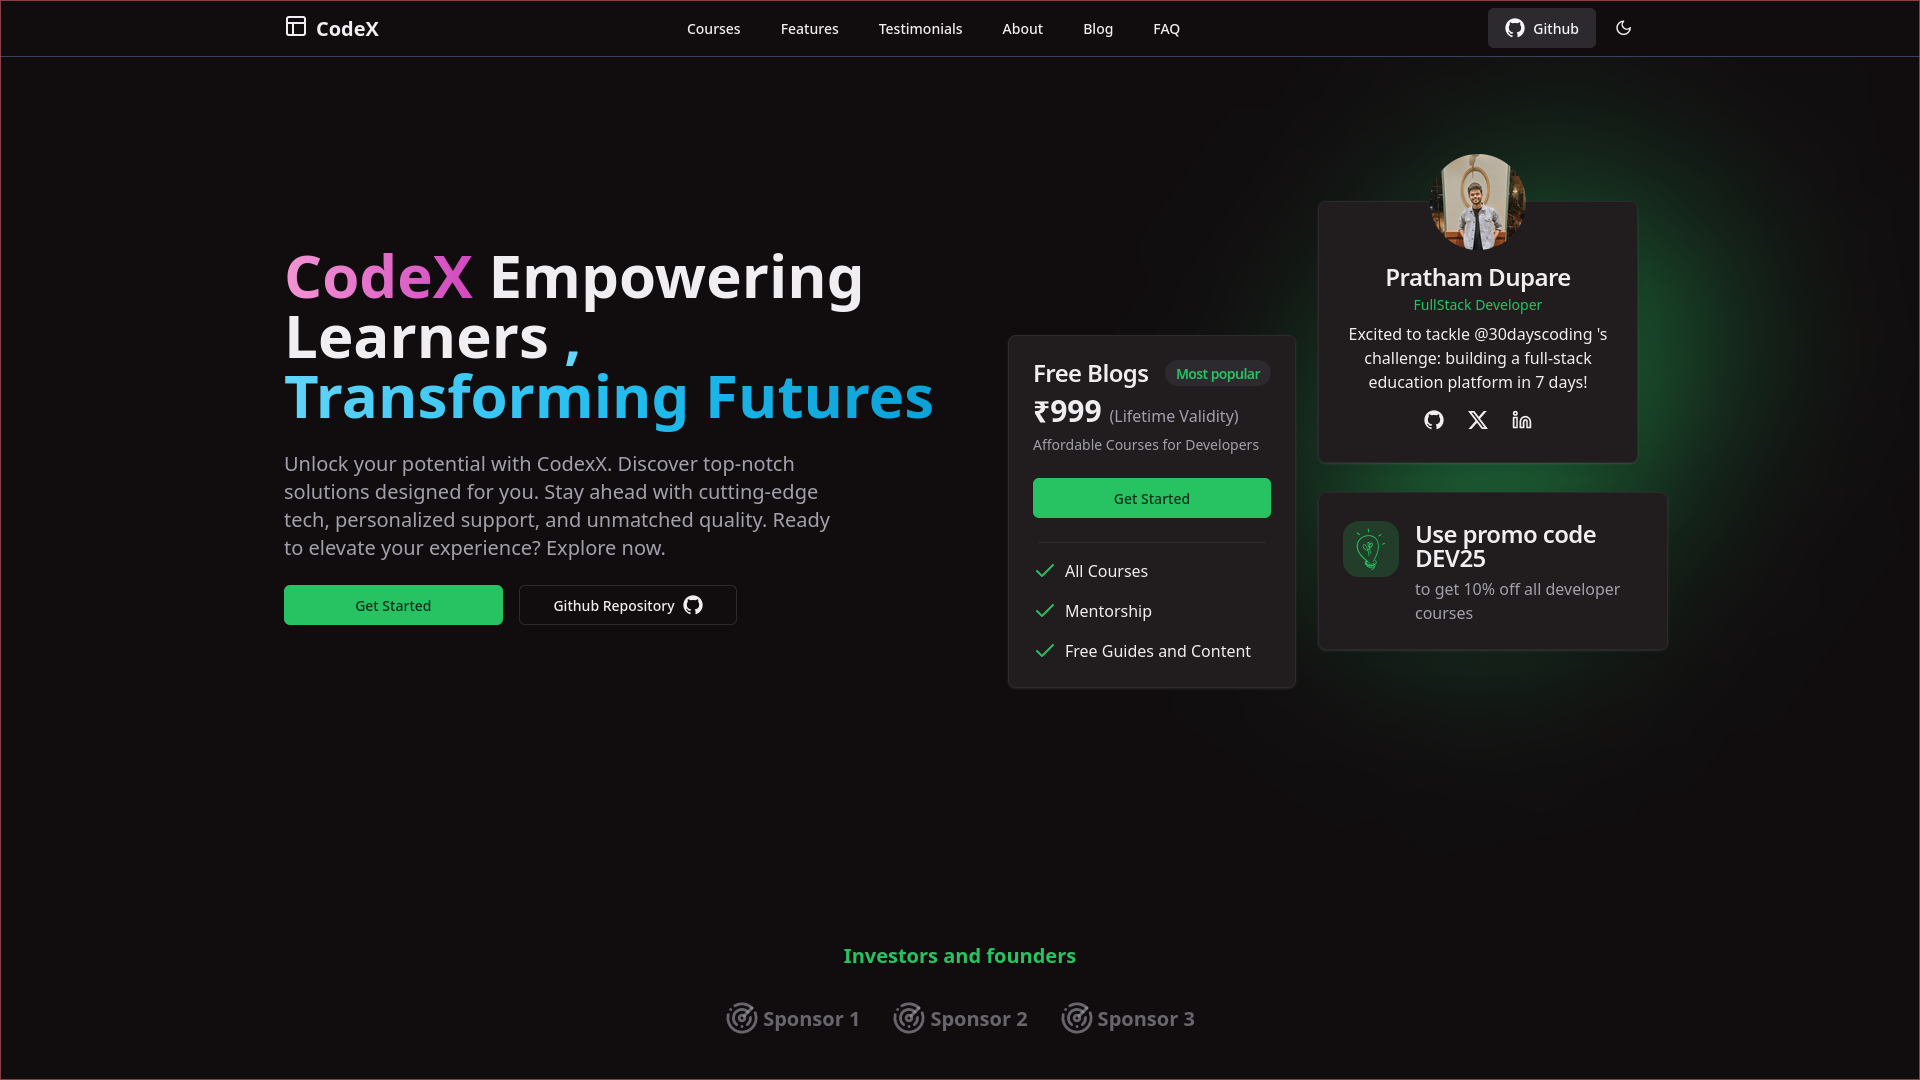 CodeX
Courses
Features
Testimonials
About
Blog
FAQ
Github
CodeX Empowering
Learners ,
Transforming Futures
Unlock your potential with CodexX. Discover top-notch
solutions designed for you. Stay ahead with cutting-edge
tech, personalized support, and unmatched quality. Ready
to elevate your experience? Explore now.
Get Started
Github Repository
Free Blogs
Most popular
₹999 (Lifetime Validity)
Affordable Courses for Developers
Get Started
All Courses
Mentorship
Free Guides and Content
Pratham Dupare
FullStack Developer
Excited to tackle @30dayscoding 's
challenge: building a full-stack
education platform in 7 days!
Use promo code
DEV25
to get 10% off all developer
courses
Investors and founders
Sponsor 1
Sponsor 2
Sponsor 3